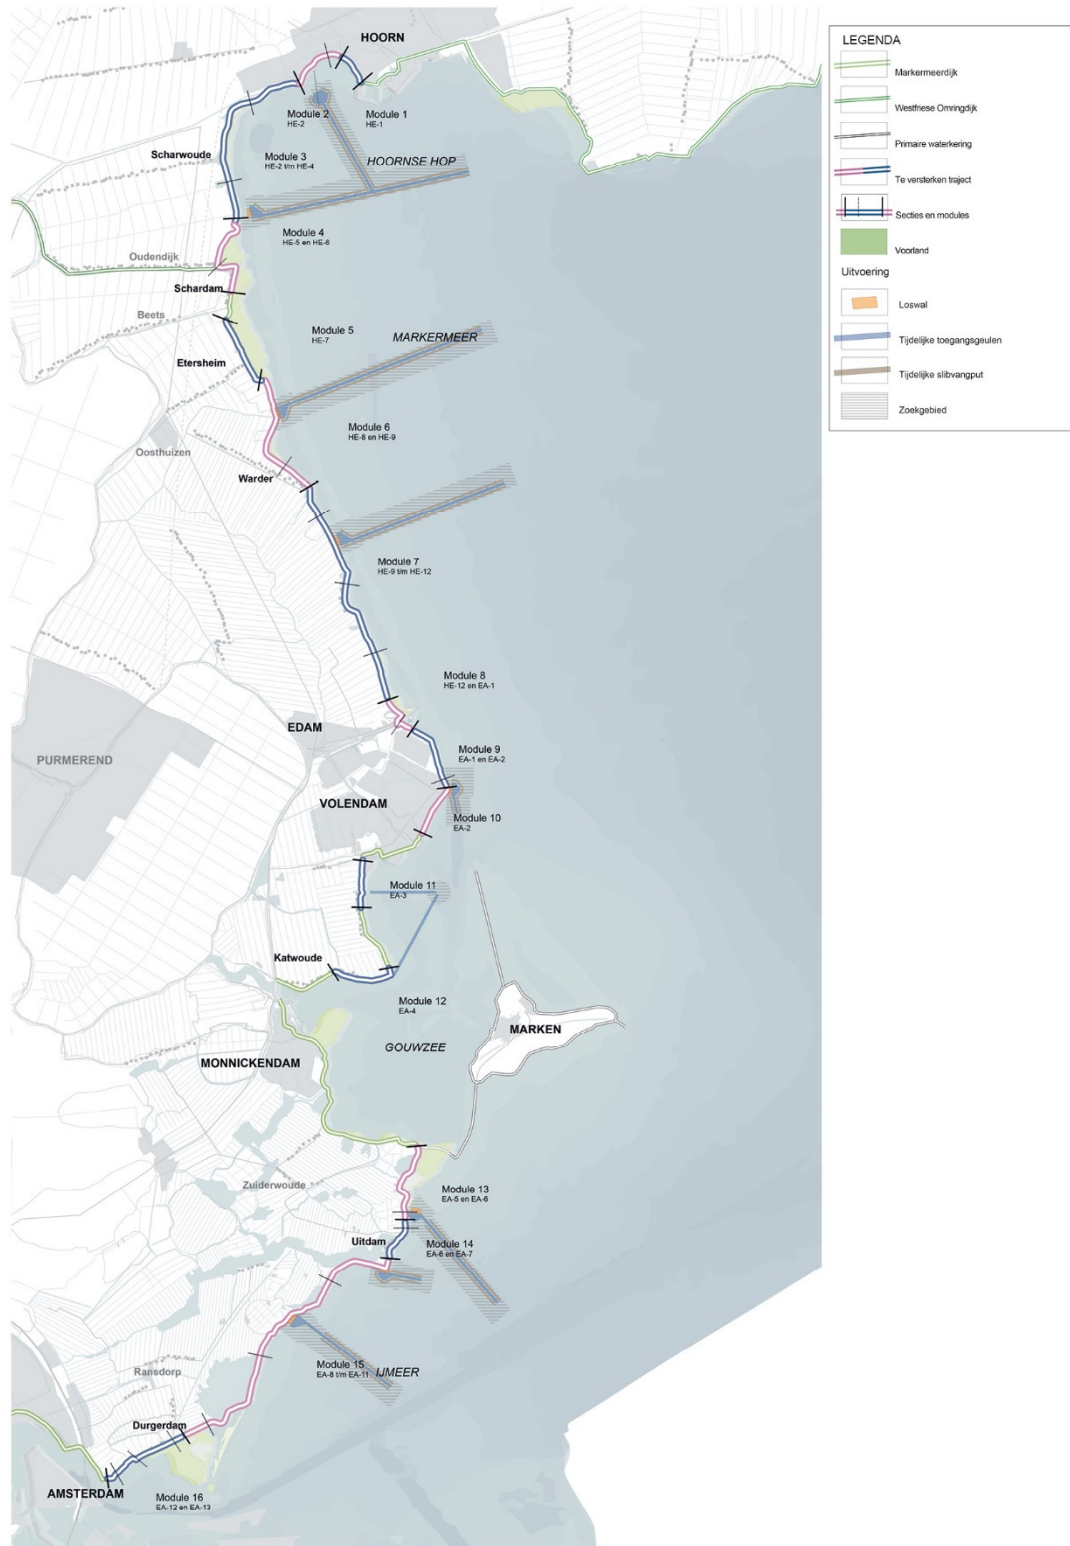 HOORN
Module 2
HE-2
Module 1
HE-1
Module 3
HE-2 t/m HE-4
HOORNSE HOP
Scharwoude
Module 4
HE-5 en HE-6
Oudendijk
Schardam
Beets
Module 5
HE-7
MARKERMEER
Etersheim
Module 6
HE-8 en HE-9
Oosthuizen
Warder
Module 7
HE-9 t/m HE-12
Module 8
HE-12 en EA-1
EDAM
PURMEREND
Module 9
EA-1 en EA-2
VOLENDAM
Module 10
EA-2
Module 11
EA-3
Katwoude
Module 12
EA-4
MARKEN
GOUWZEE
MONNICKENDAM
Zuiderwoude
Module 13
EA-5 en EA-6
Uitdam
Module 14
EA-6 en EA-7
Ransdorp
Module 15
EA-8 t/m EA-11
IJMEER
Durgerdam
AMSTERDAM
Module 16
EA-12 en EA-13
LEGENDA
Markermeerdijk
Westfriese Omringdijk
Primaire waterkering
Te versterken traject
Secties en modules
Voorland
Uitvoering
Loswal
Tijdelijke toegangsgeulen
Tijdelijke slibvangput
Zoekgebied